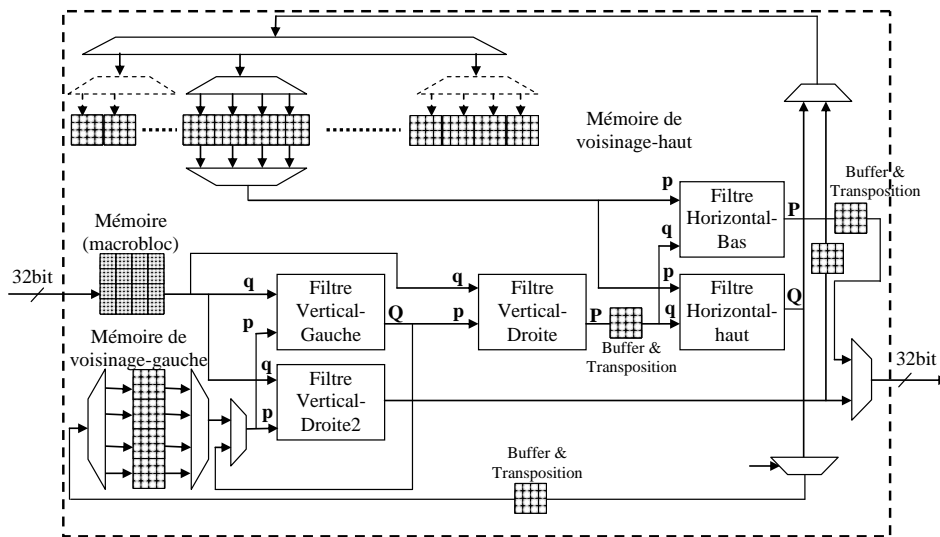 Mémoire de
voisinage-haut
Buffer &
Transposition
p
Filtre
Horizontal-
Bas
P
q
Mémoire
(macrobloc)
32bit
q
Filtre
Vertical-
Gauche
Q
p
q
Filtre
Vertical-
Droite
p
P
Buffer &
Transposition
p
Filtre
Horizontal-
haut
Q
q
Mémoire de
voisinage-gauche
q
Filtre
Vertical-
Droite2
p
32bit
Buffer &
Transposition